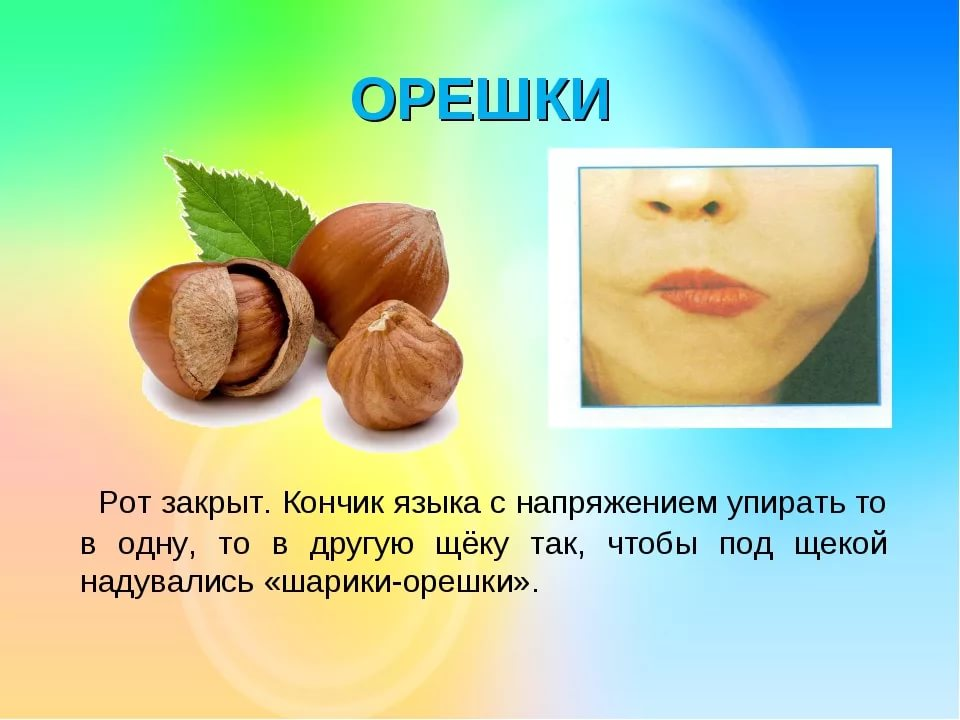 ОРЕШКИ
Рот закрыт. Кончик языка с напряжением упирать то
в одну, то в другую щёку так, чтобы под щекой
надувались «шарики-орешки».